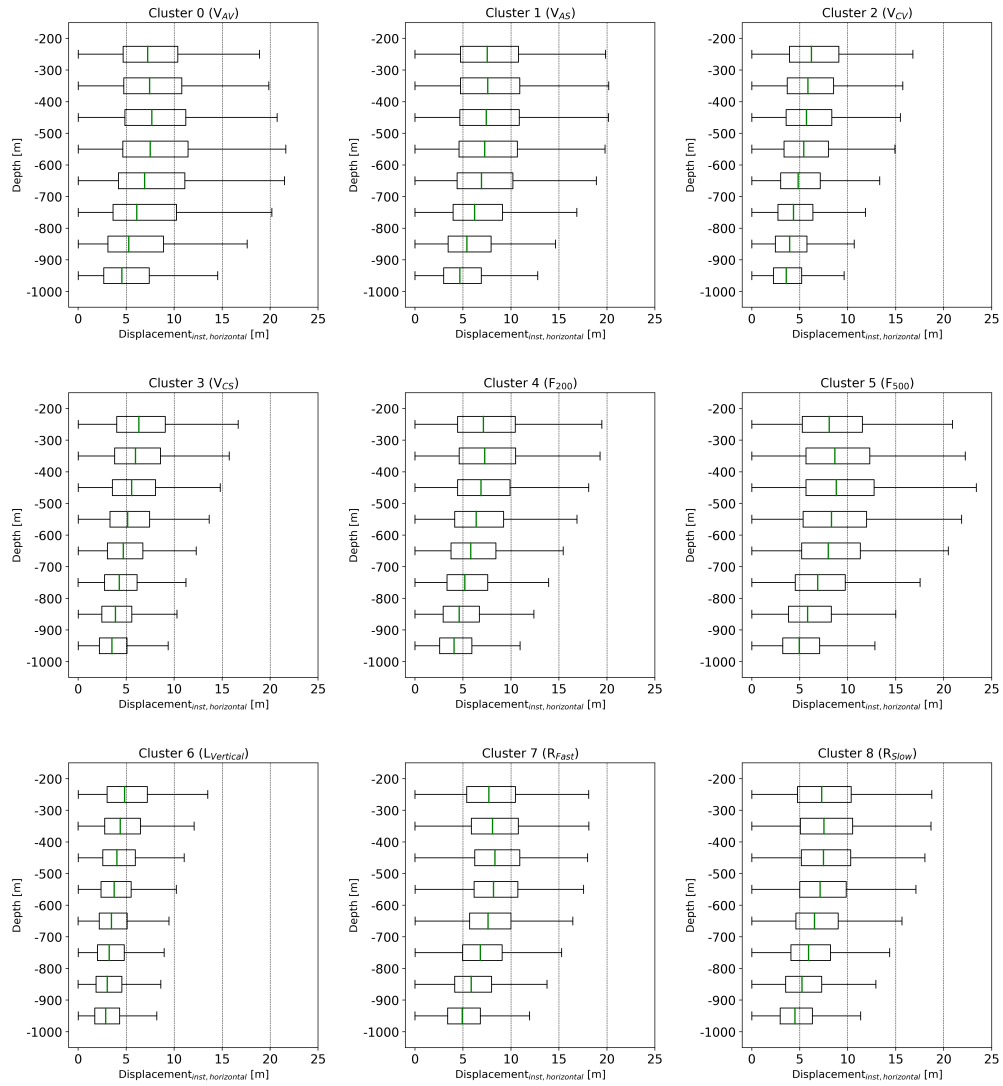 Cluster 0 (V_AV)
Cluster 1 (V_AS)
Cluster 2 (V_CV)
-200
-300
-400
-500
-600
-700
-800
-900
-1000
Depth [m]
0 5 10 15 20 25
Displacement_inst, horizontal [m]
-200
-300
-400
-500
-600
-700
-800
-900
-1000
Depth [m]
0 5 10 15 20 25
Displacement_inst, horizontal [m]
-200
-300
-400
-500
-600
-700
-800
-900
-1000
Depth [m]
0 5 10 15 20 25
Displacement_inst, horizontal [m]
Cluster 3 (V_CS)
Cluster 4 (F_200)
Cluster 5 (F_500)
-200
-300
-400
-500
-600
-700
-800
-900
-1000
Depth [m]
0 5 10 15 20 25
Displacement_inst, horizontal [m]
-200
-300
-400
-500
-600
-700
-800
-900
-1000
Depth [m]
0 5 10 15 20 25
Displacement_inst, horizontal [m]
-200
-300
-400
-500
-600
-700
-800
-900
-1000
Depth [m]
0 5 10 15 20 25
Displacement_inst, horizontal [m]
Cluster 6 (L_Vertical)
Cluster 7 (R_Fast)
Cluster 8 (R_Slow)
-200
-300
-400
-500
-600
-700
-800
-900
-1000
Depth [m]
0 5 10 15 20 25
Displacement_inst, horizontal [m]
-200
-300
-400
-500
-600
-700
-800
-900
-1000
Depth [m]
0 5 10 15 20 25
Displacement_inst, horizontal [m]
-200
-300
-400
-500
-600
-700
-800
-900
-1000
Depth [m]
0 5 10 15 20 25
Displacement_inst, horizontal [m]